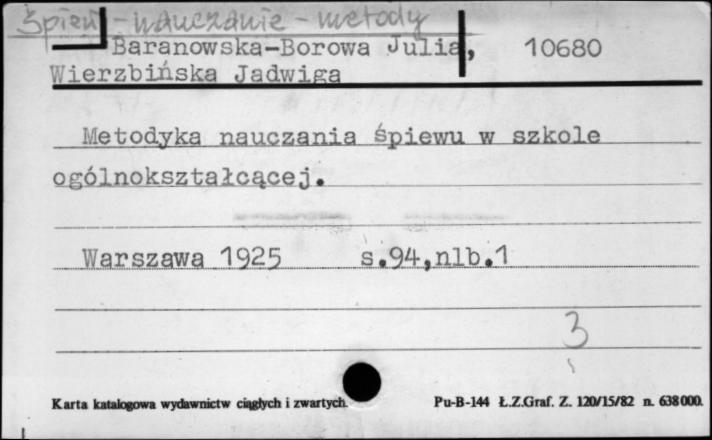 Śpiew - nauczanie - metody
Baranowska-Borowa Julia, 10680
Wierzbińska Jadwiga
Metodyka nauczania śpiewu w szkole
ogólnokształcącej.
Warszawa 1925 s.94,nlb.1
3
Karta katalogowa wydawnictw ciągłych i zwartych. Pu-B-144 Ł.Z.Graf. Z. 120/15/82 n. 638000.